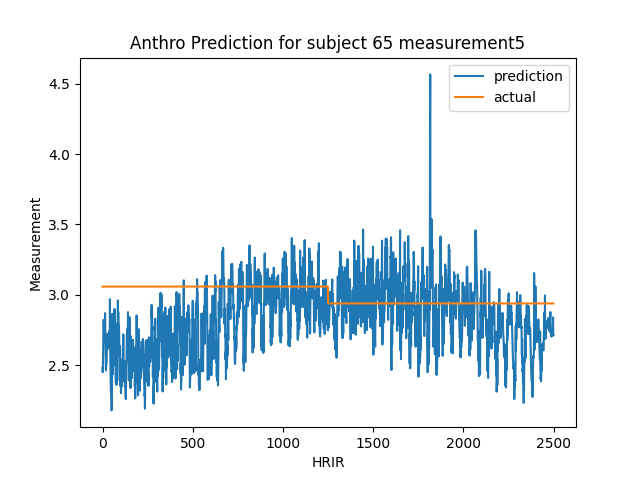 Anthro Prediction for subject 65 measurement5
prediction
actual
4.5
4.0
3.5
3.0
2.5
Measurement
0
500
1000
1500
2000
2500
HRIR